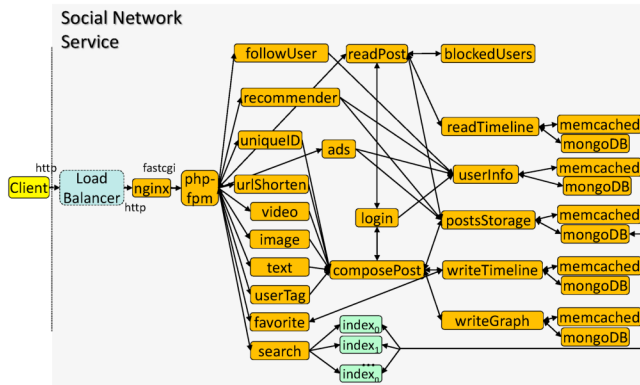 Social Network
Service
followUser
readPost
blockedUsers
recommender
readTimeline
memcached
mongoDB
uniqueID
ads
http
fastcgi
Client
Load
Balancer
nginx
php-
fpm
http
urlShorten
userInfo
memcached
mongoDB
video
login
postsStorage
memcached
mongoDB
image
text
composePost
writeTimeline
memcached
mongoDB
userTag
favorite
index0
writeGraph
memcached
mongoDB
search
index1
...
indexn